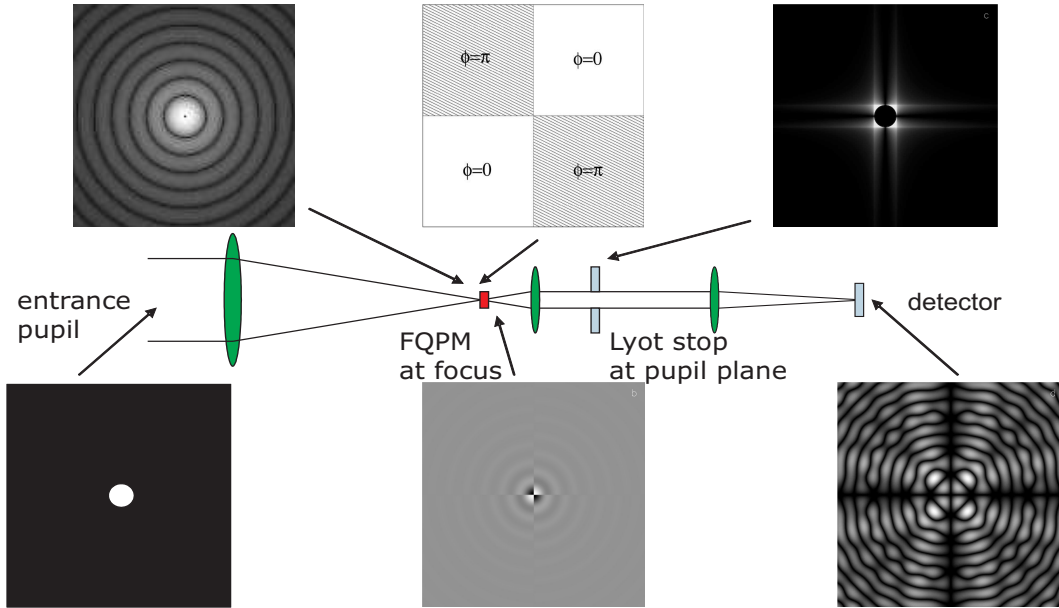 c
ϕ=π
ϕ=0
ϕ=0
ϕ=π
entrance
pupil
FQPM
at focus
Lyot stop
at pupil plane
detector
b
d